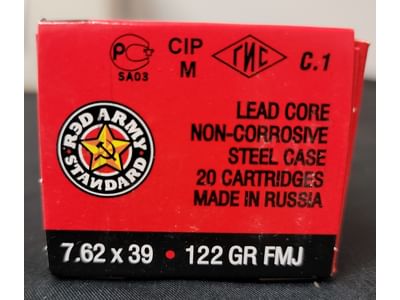 PC CIP ГИС C.1
SA03 M
RED ARMY
STANDARD
LEAD CORE
NON-CORROSIVE
STEEL CASE
20 CARTRIDGES
MADE IN RUSSIA
7.62 x 39 • 122 GR FMJ